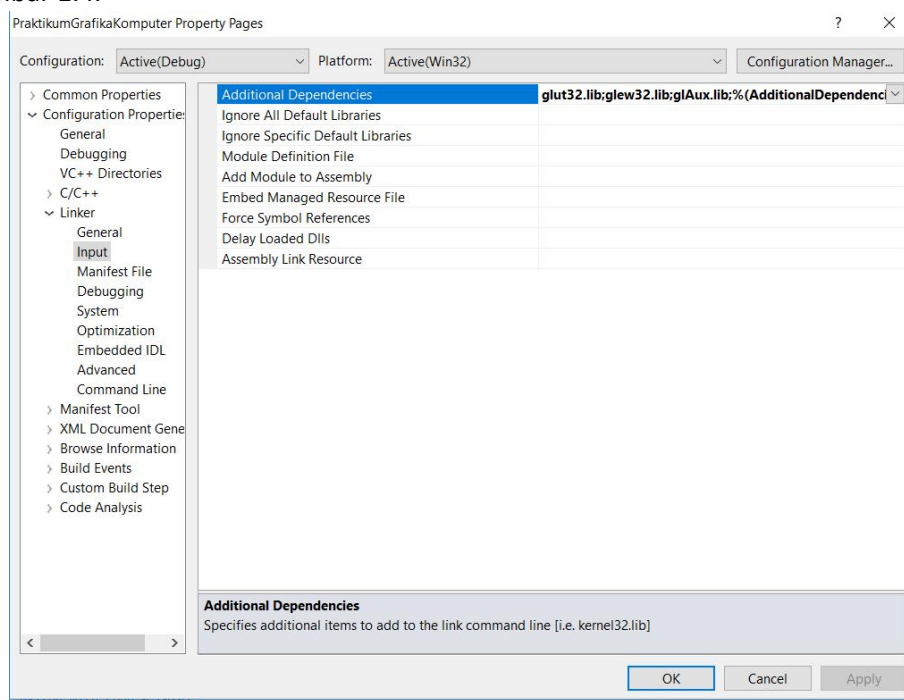 PraktikumGrafikaKomputer Property Pages
?
Configuration: Active(Debug) Platform: Active(Win32) Configuration Manager...
Common Properties
Configuration Propertie
General
Debugging
VC++ Directories
C/C++
Linker
General
Input
Manifest File
Debugging
System
Optimization
Embedded IDL
Advanced
Command Line
Manifest Tool
XML Document Gene
Browse Information
Build Events
Custom Build Step
Code Analysis
Additional Dependencies glut32.lib;glew32.lib;glAux.lib;%(AdditionalDependenci
Ignore All Default Libraries
Ignore Specific Default Libraries
Module Definition File
Add Module to Assembly
Embed Managed Resource File
Force Symbol References
Delay Loaded Dlls
Assembly Link Resource
Additional Dependencies
Specifies additional items to add to the link command line [i.e. kernel32.lib]
OK Cancel Apply